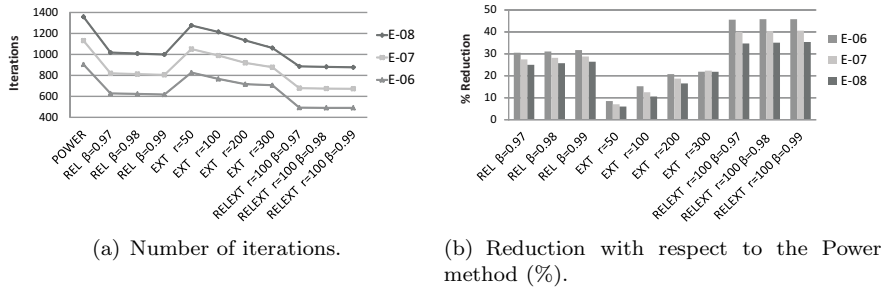 1400
1200
1000
800
600
400
Iterations
E-08
E-07
E-06
POWER
REL β=0.97
REL β=0.98
REL β=0.99
EXT r=50
EXT r=100
EXT r=200
EXT r=300
RELEXT r=100 β=0.97
RELEXT r=100 β=0.98
RELEXT r=100 β=0.99
(a) Number of iterations.
50
40
30
20
10
0
% Reduction
E-06
E-07
E-08
REL β=0.97
REL β=0.98
REL β=0.99
EXT r=50
EXT r=100
EXT r=200
EXT r=300
RELEXT r=100 β=0.97
RELEXT r=100 β=0.98
RELEXT r=100 β=0.99
(b) Reduction with respect to the Power
method (%).